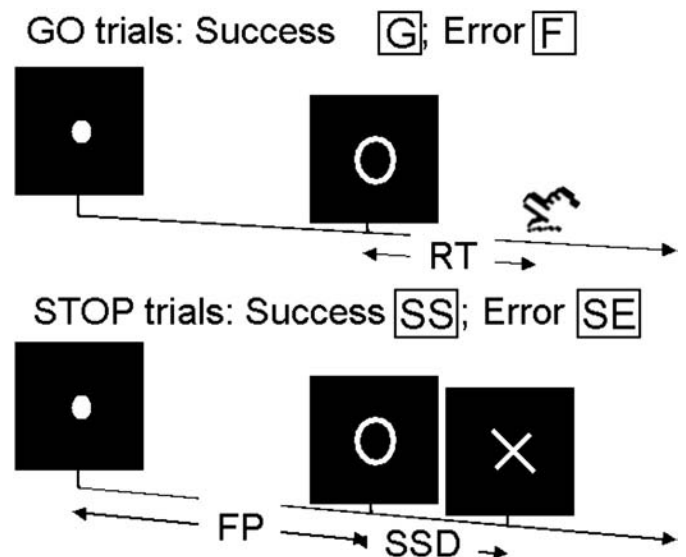 GO trials: Success G; Error F
RT
STOP trials: Success SS; Error SE
FP
SSD